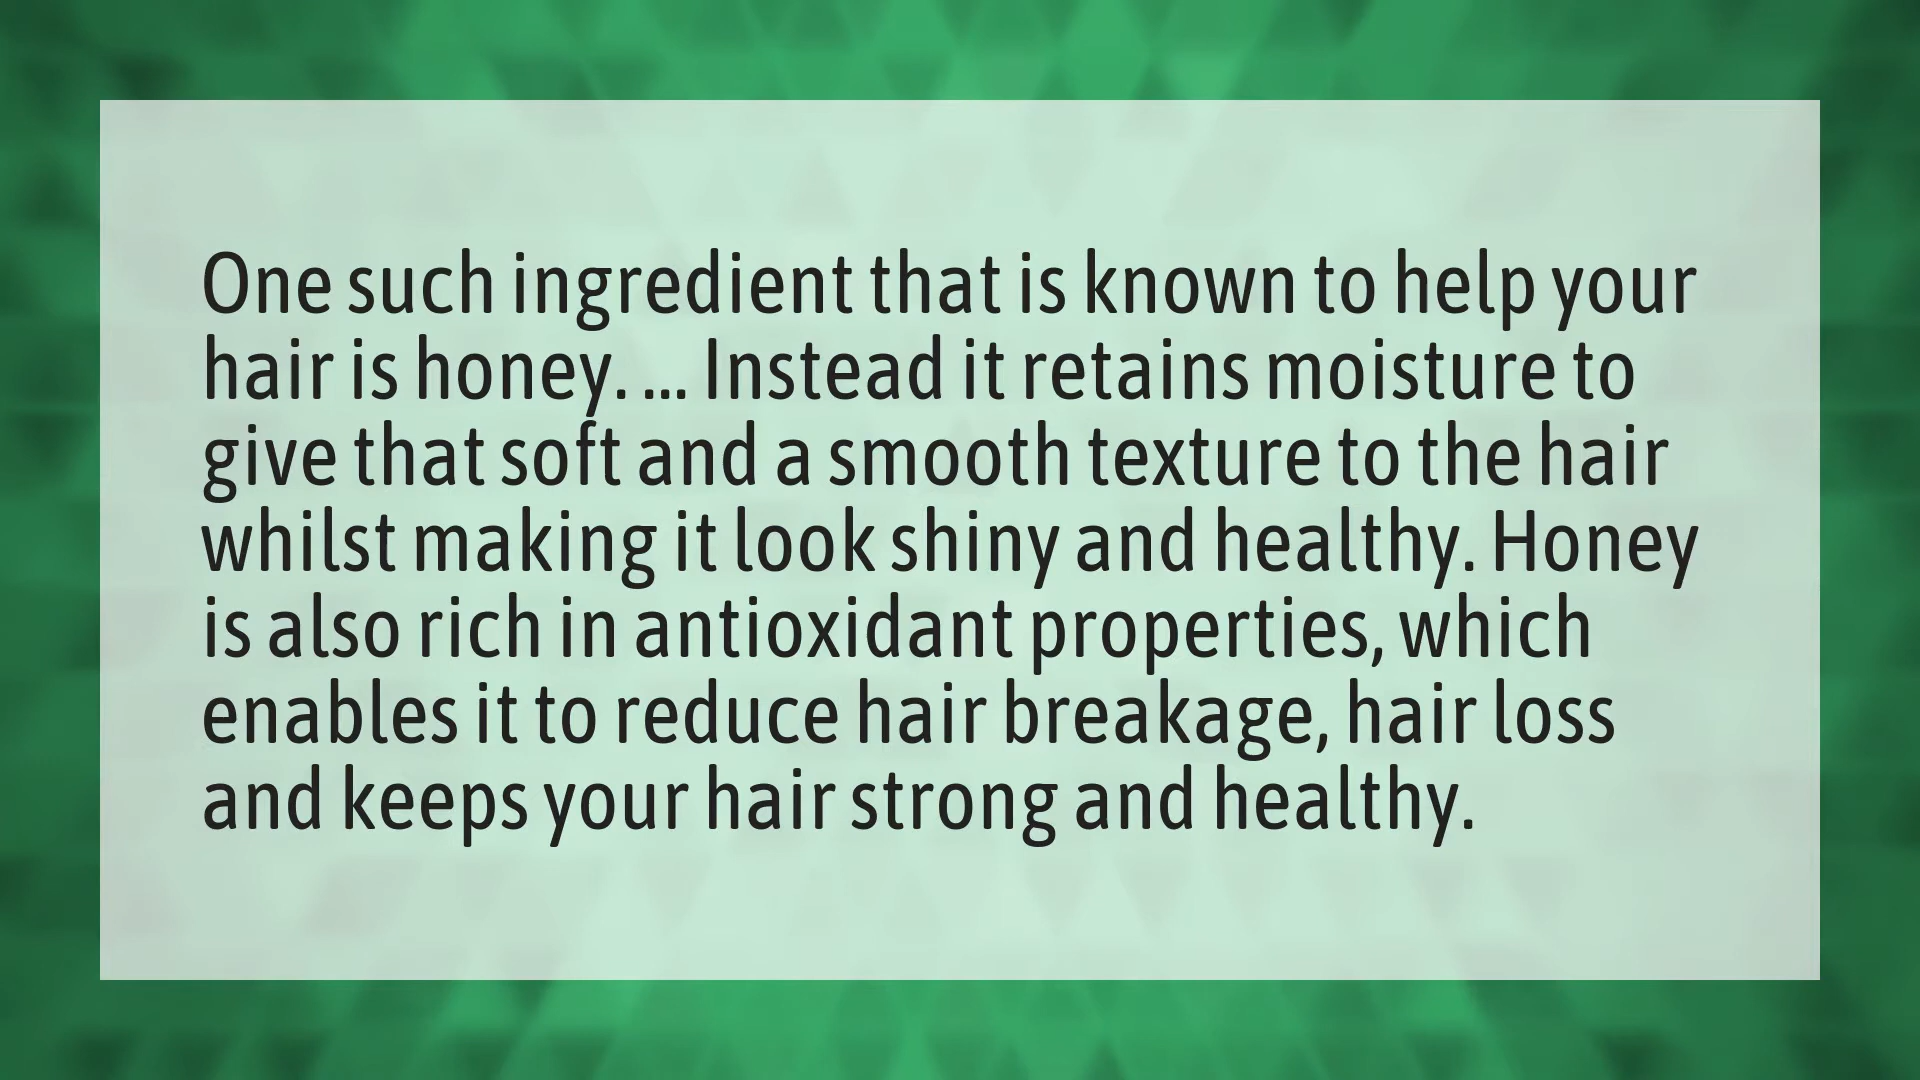 One such ingredient that is known to help your
hair is honey. ... Instead it retains moisture to
give that soft and a smooth texture to the hair
whilst making it look shiny and healthy. Honey
is also rich in antioxidant properties, which
enables it to reduce hair breakage, hair loss
and keeps your hair strong and healthy.